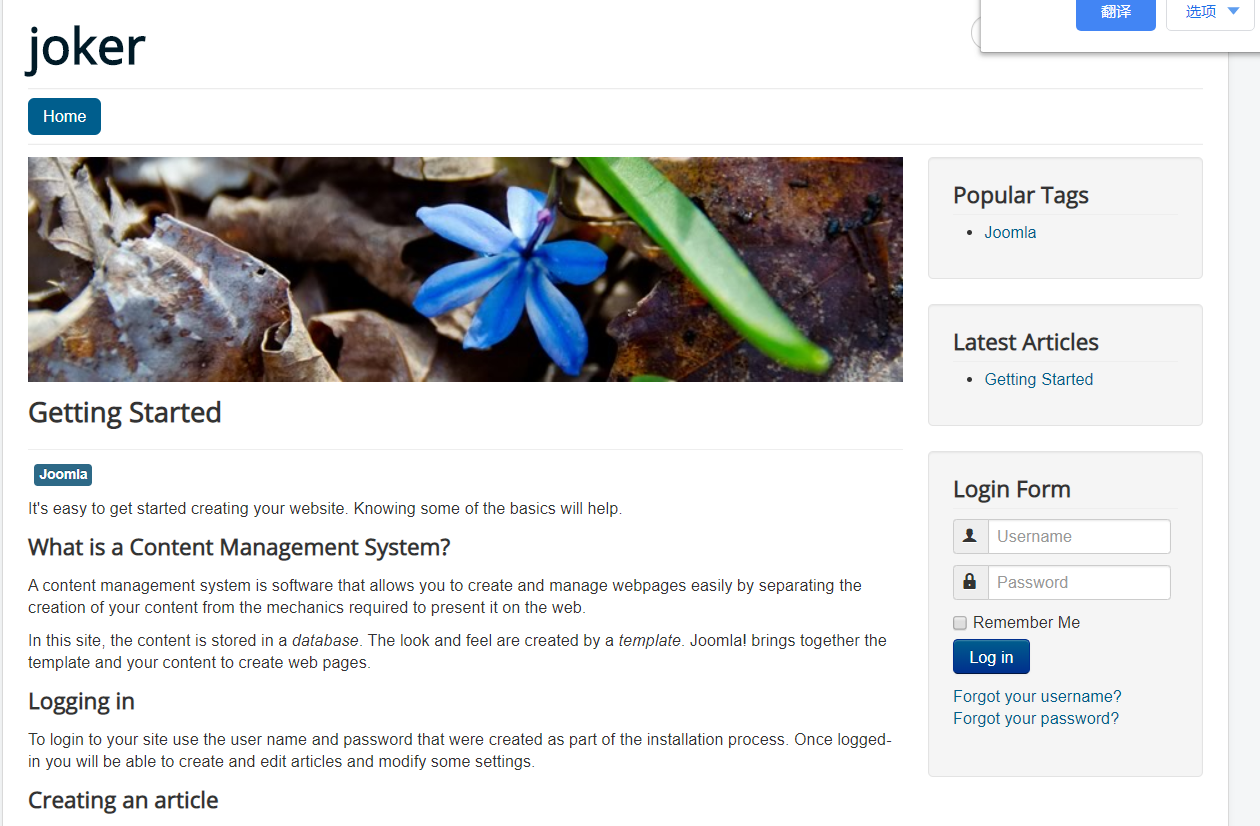 翻译
选项
joker
Home
Getting Started
Joomla
It's easy to get started creating your website. Knowing some of the basics will help.
What is a Content Management System?
A content management system is software that allows you to create and manage webpages easily by separating the
creation of your content from the mechanics required to present it on the web.
In this site, the content is stored in a database. The look and feel are created by a template. Joomla! brings together the
template and your content to create web pages.
Logging in
To login to your site use the user name and password that were created as part of the installation process. Once logged-
in you will be able to create and edit articles and modify some settings.
Creating an article
Popular Tags
Joomla
Latest Articles
Getting Started
Login Form
Username
Password
Remember Me
Log in
Forgot your username?
Forgot your password?